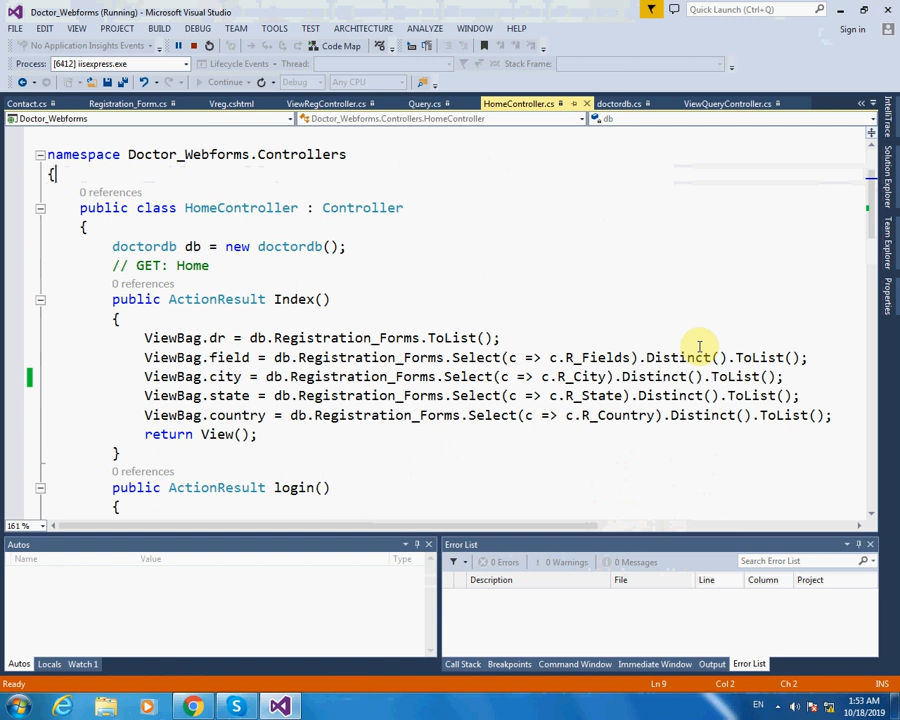 Doctor_Webforms (Running) - Microsoft Visual Studio
Quick Launch (Ctrl+Q)
FILE EDIT VIEW PROJECT BUILD DEBUG TEAM TOOLS TEST ARCHITECTURE ANALYZE WINDOW HELP Sign in
No Application Insights Events Code Map
Process: [6412] iisexpress.exe Lifecycle Events Thread: Stack Frame:
Continue Debug Any CPU
Contact.cs Registration_Form.cs Vreg.cshtml ViewRegController.cs Query.cs HomeController.cs doctordb.cs ViewQueryController.cs
Doctor_Webforms Doctor_Webforms.Controllers.HomeController db
namespace Doctor_Webforms.Controllers
{
0 references
public class HomeController : Controller
{
doctordb db = new doctordb();
// GET: Home
0 references
public ActionResult Index()
{
ViewBag.dr = db.Registration_Forms.ToList();
ViewBag.field = db.Registration_Forms.Select(c => c.R_Fields).Distinct().ToList();
ViewBag.city = db.Registration_Forms.Select(c => c.R_City).Distinct().ToList();
ViewBag.state = db.Registration_Forms.Select(c => c.R_State).Distinct().ToList();
ViewBag.country = db.Registration_Forms.Select(c => c.R_Country).Distinct().ToList();
return View();
}
0 references
public ActionResult login()
{
161 %
IntelliTrace
Solution Explorer
Team Explorer
Properties
Autos
Name Value Type
Error List
0 Errors 0 Warnings 0 Messages Search Error List
Description File Line Column Project
Autos Locals Watch 1
Call Stack Breakpoints Command Window Immediate Window Output Error List
Ready Ln 9 Col 2 Ch 2 INS
EN 1:53 AM
10/18/2019